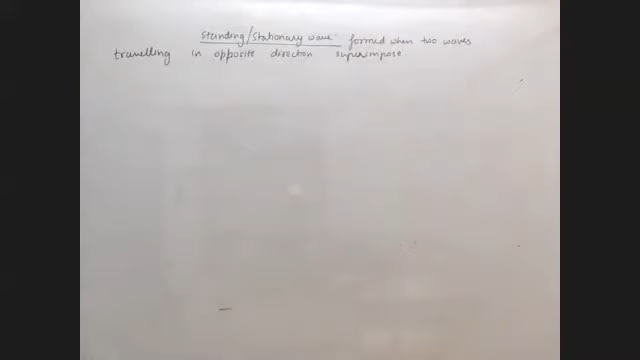 Standing/Stationary wave: formed when two waves
travelling in opposite direction superimpose.